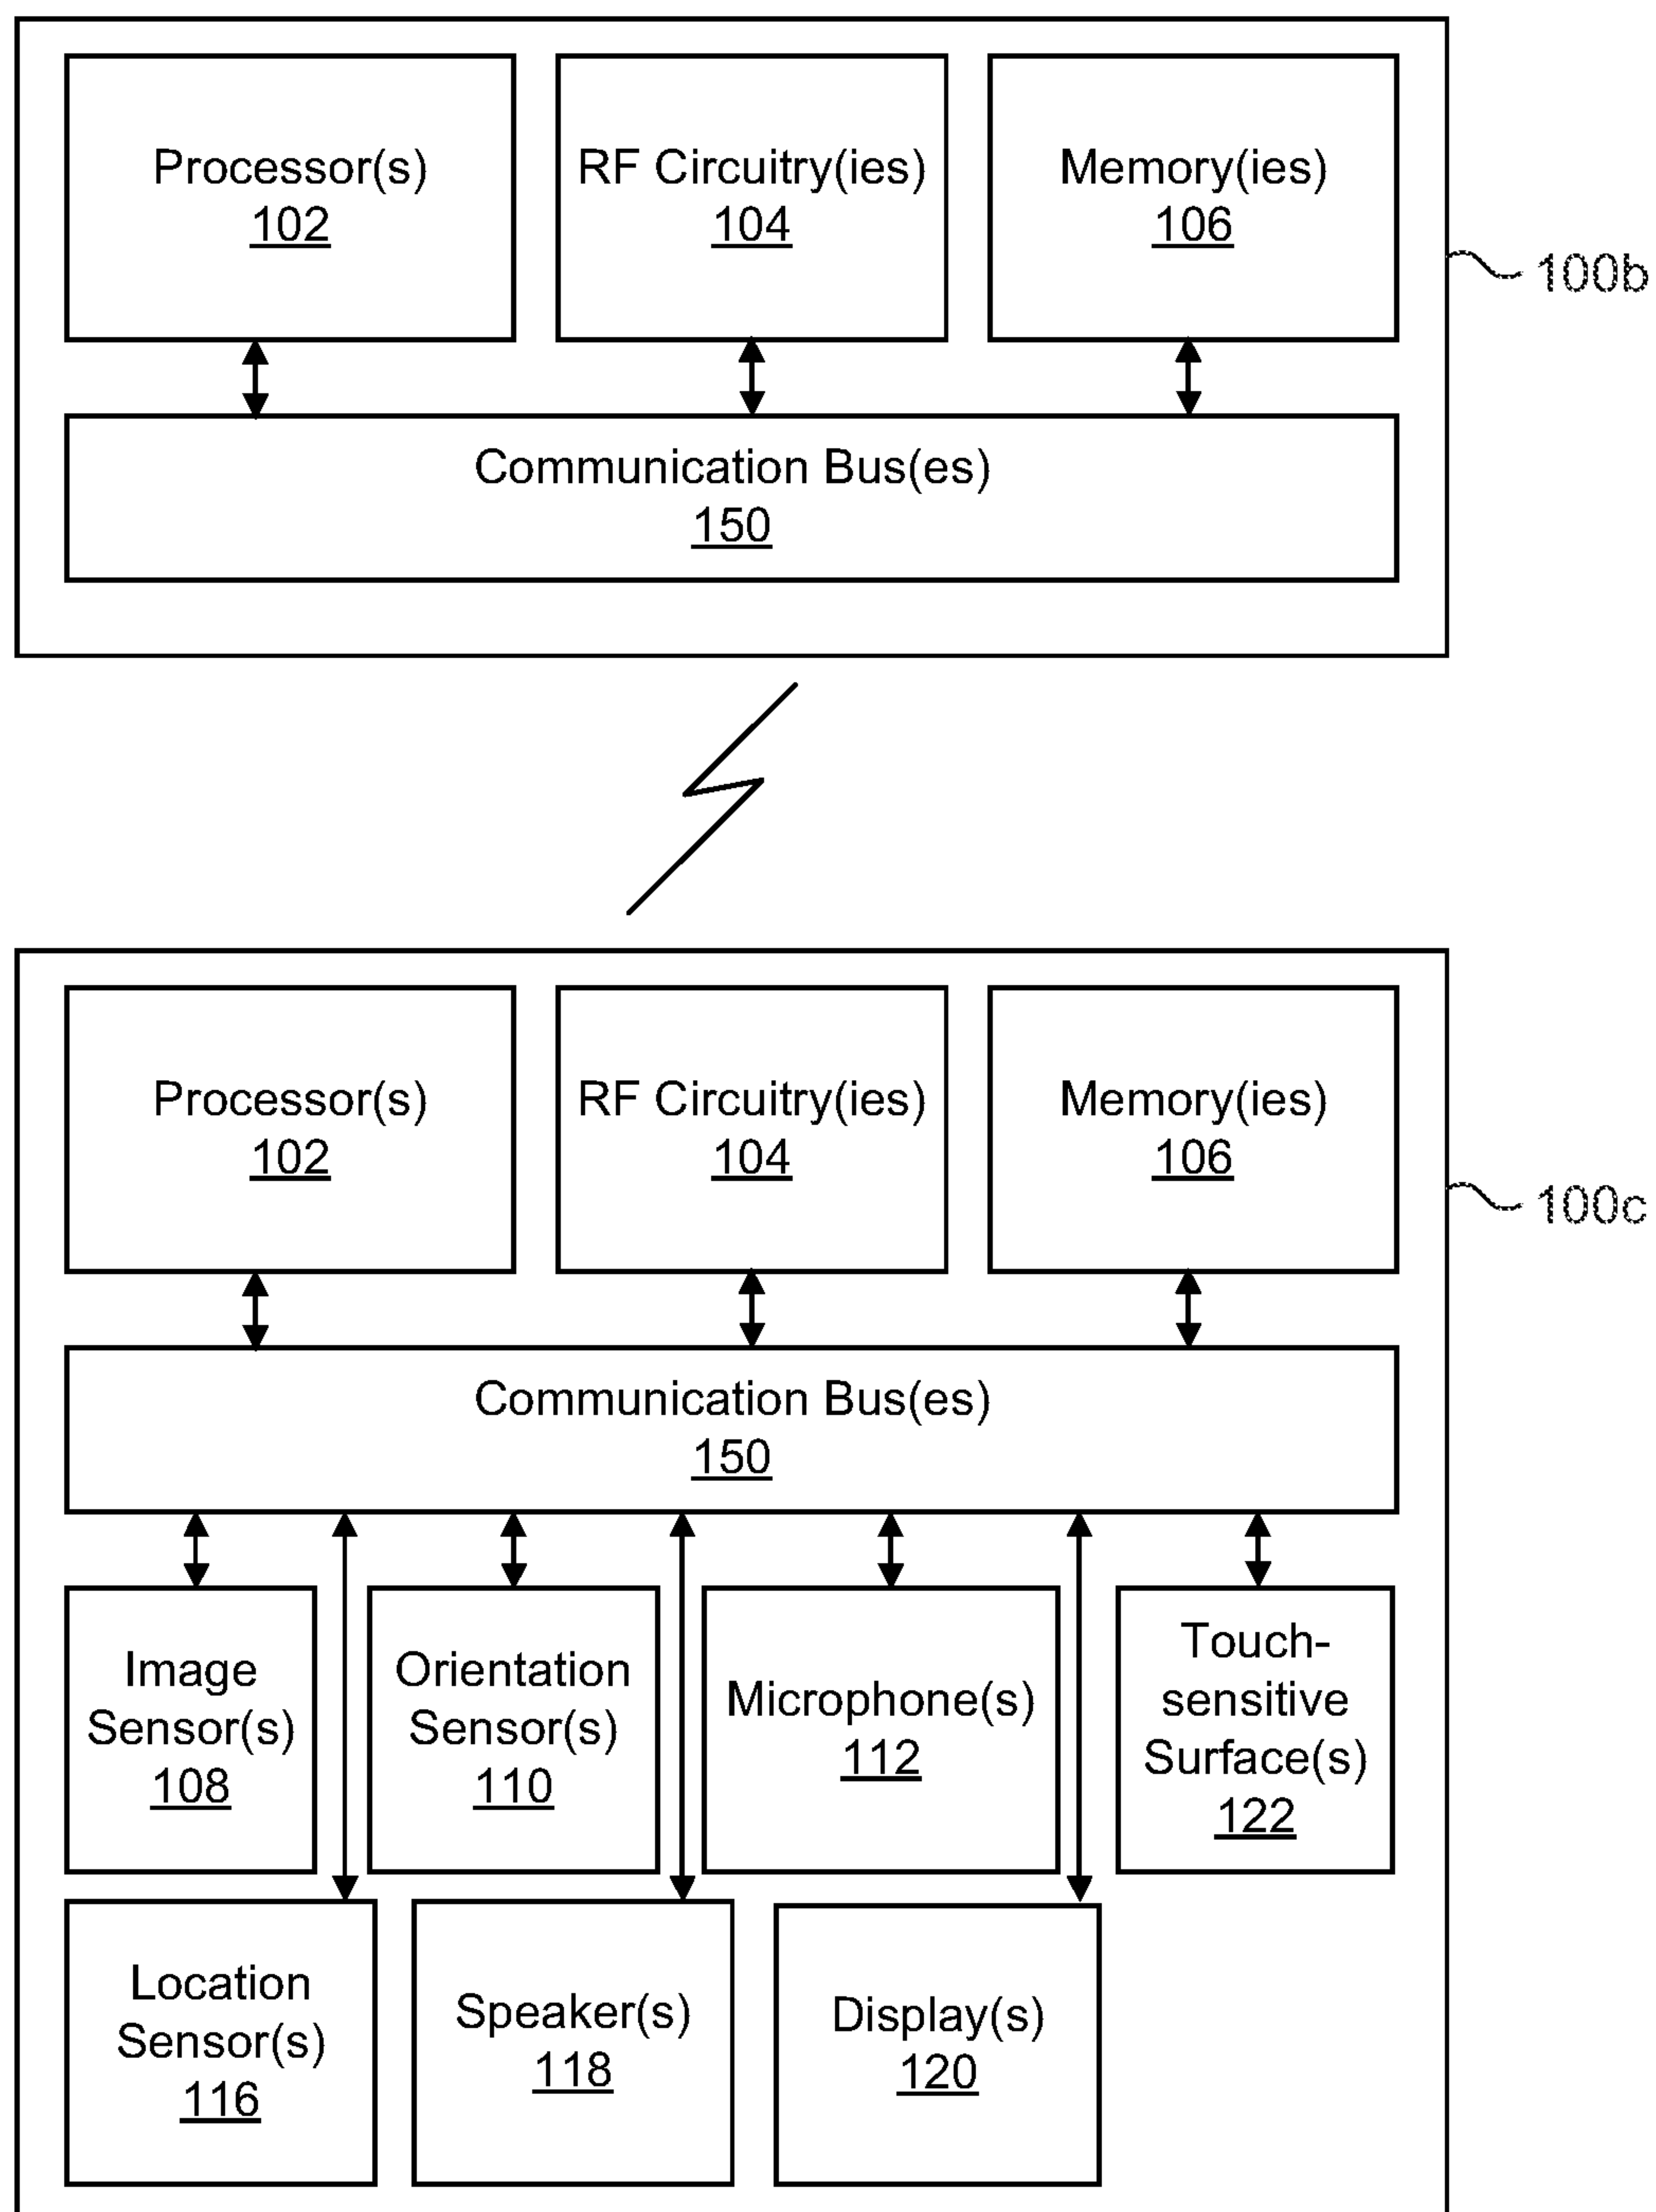 Processor(s)
102
RF Circuitry(ies)
104
Memory(ies)
106
100b
Communication Bus(es)
150
Processor(s)
102
RF Circuitry(ies)
104
Memory(ies)
106
100c
Communication Bus(es)
150
Image
Sensor(s)
108
Orientation
Sensor(s)
110
Microphone(s)
112
Touch-
sensitive
Surface(s)
122
Location
Sensor(s)
116
Speaker(s)
118
Display(s)
120